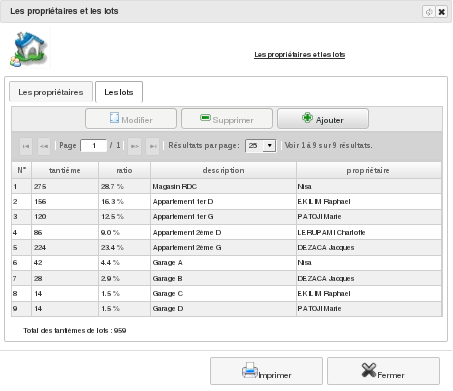 Les propriétaires et les lots
Les propriétaires et les lots
Les propriétaires Les lots
Modifier Supprimer Ajouter
Page 1 / 1 Résultats par page: 25 Voir 1 à 9 sur 9 résultats.
N° tantième ratio description propriétaire
1 275 28.7 % Magasin RDC Nisa
2 156 16.3 % Appartement 1er D EKILIM Raphael
3 120 12.5 % Appartement 1er G PATOJI Marie
4 86 9.0 % Appartement 2ème D LERUPAMI Charlotte
5 224 23.4 % Appartement 2ème G DEZACA Jacques
6 42 4.4 % Garage A Nisa
7 28 2.9 % Garage B DEZACA Jacques
8 14 1.5 % Garage C EKILIM Raphael
9 14 1.5 % Garage D PATOJI Marie
Total des tantièmes de lots : 959
Imprimer Fermer